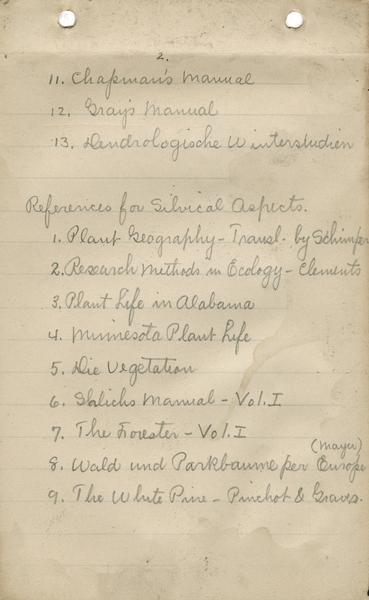 2.
11. Chapman's Manual
12. Gray's Manual
13. Dendrologische Winterstudien
References for Silvical Aspects.
1. Plant Geography - Transl. by Schimper
2. Research Methods in Ecology - Clements
3. Plant Life in Alabama
4. Minnesota Plant Life
5. Die Vegetation
6. Shlichs Manual - Vol. I
7. The Forester - Vol. I
(Mayer)
8. Wald und Parkbaume per Europe
9. The White Pine - Pinchot & Graves.